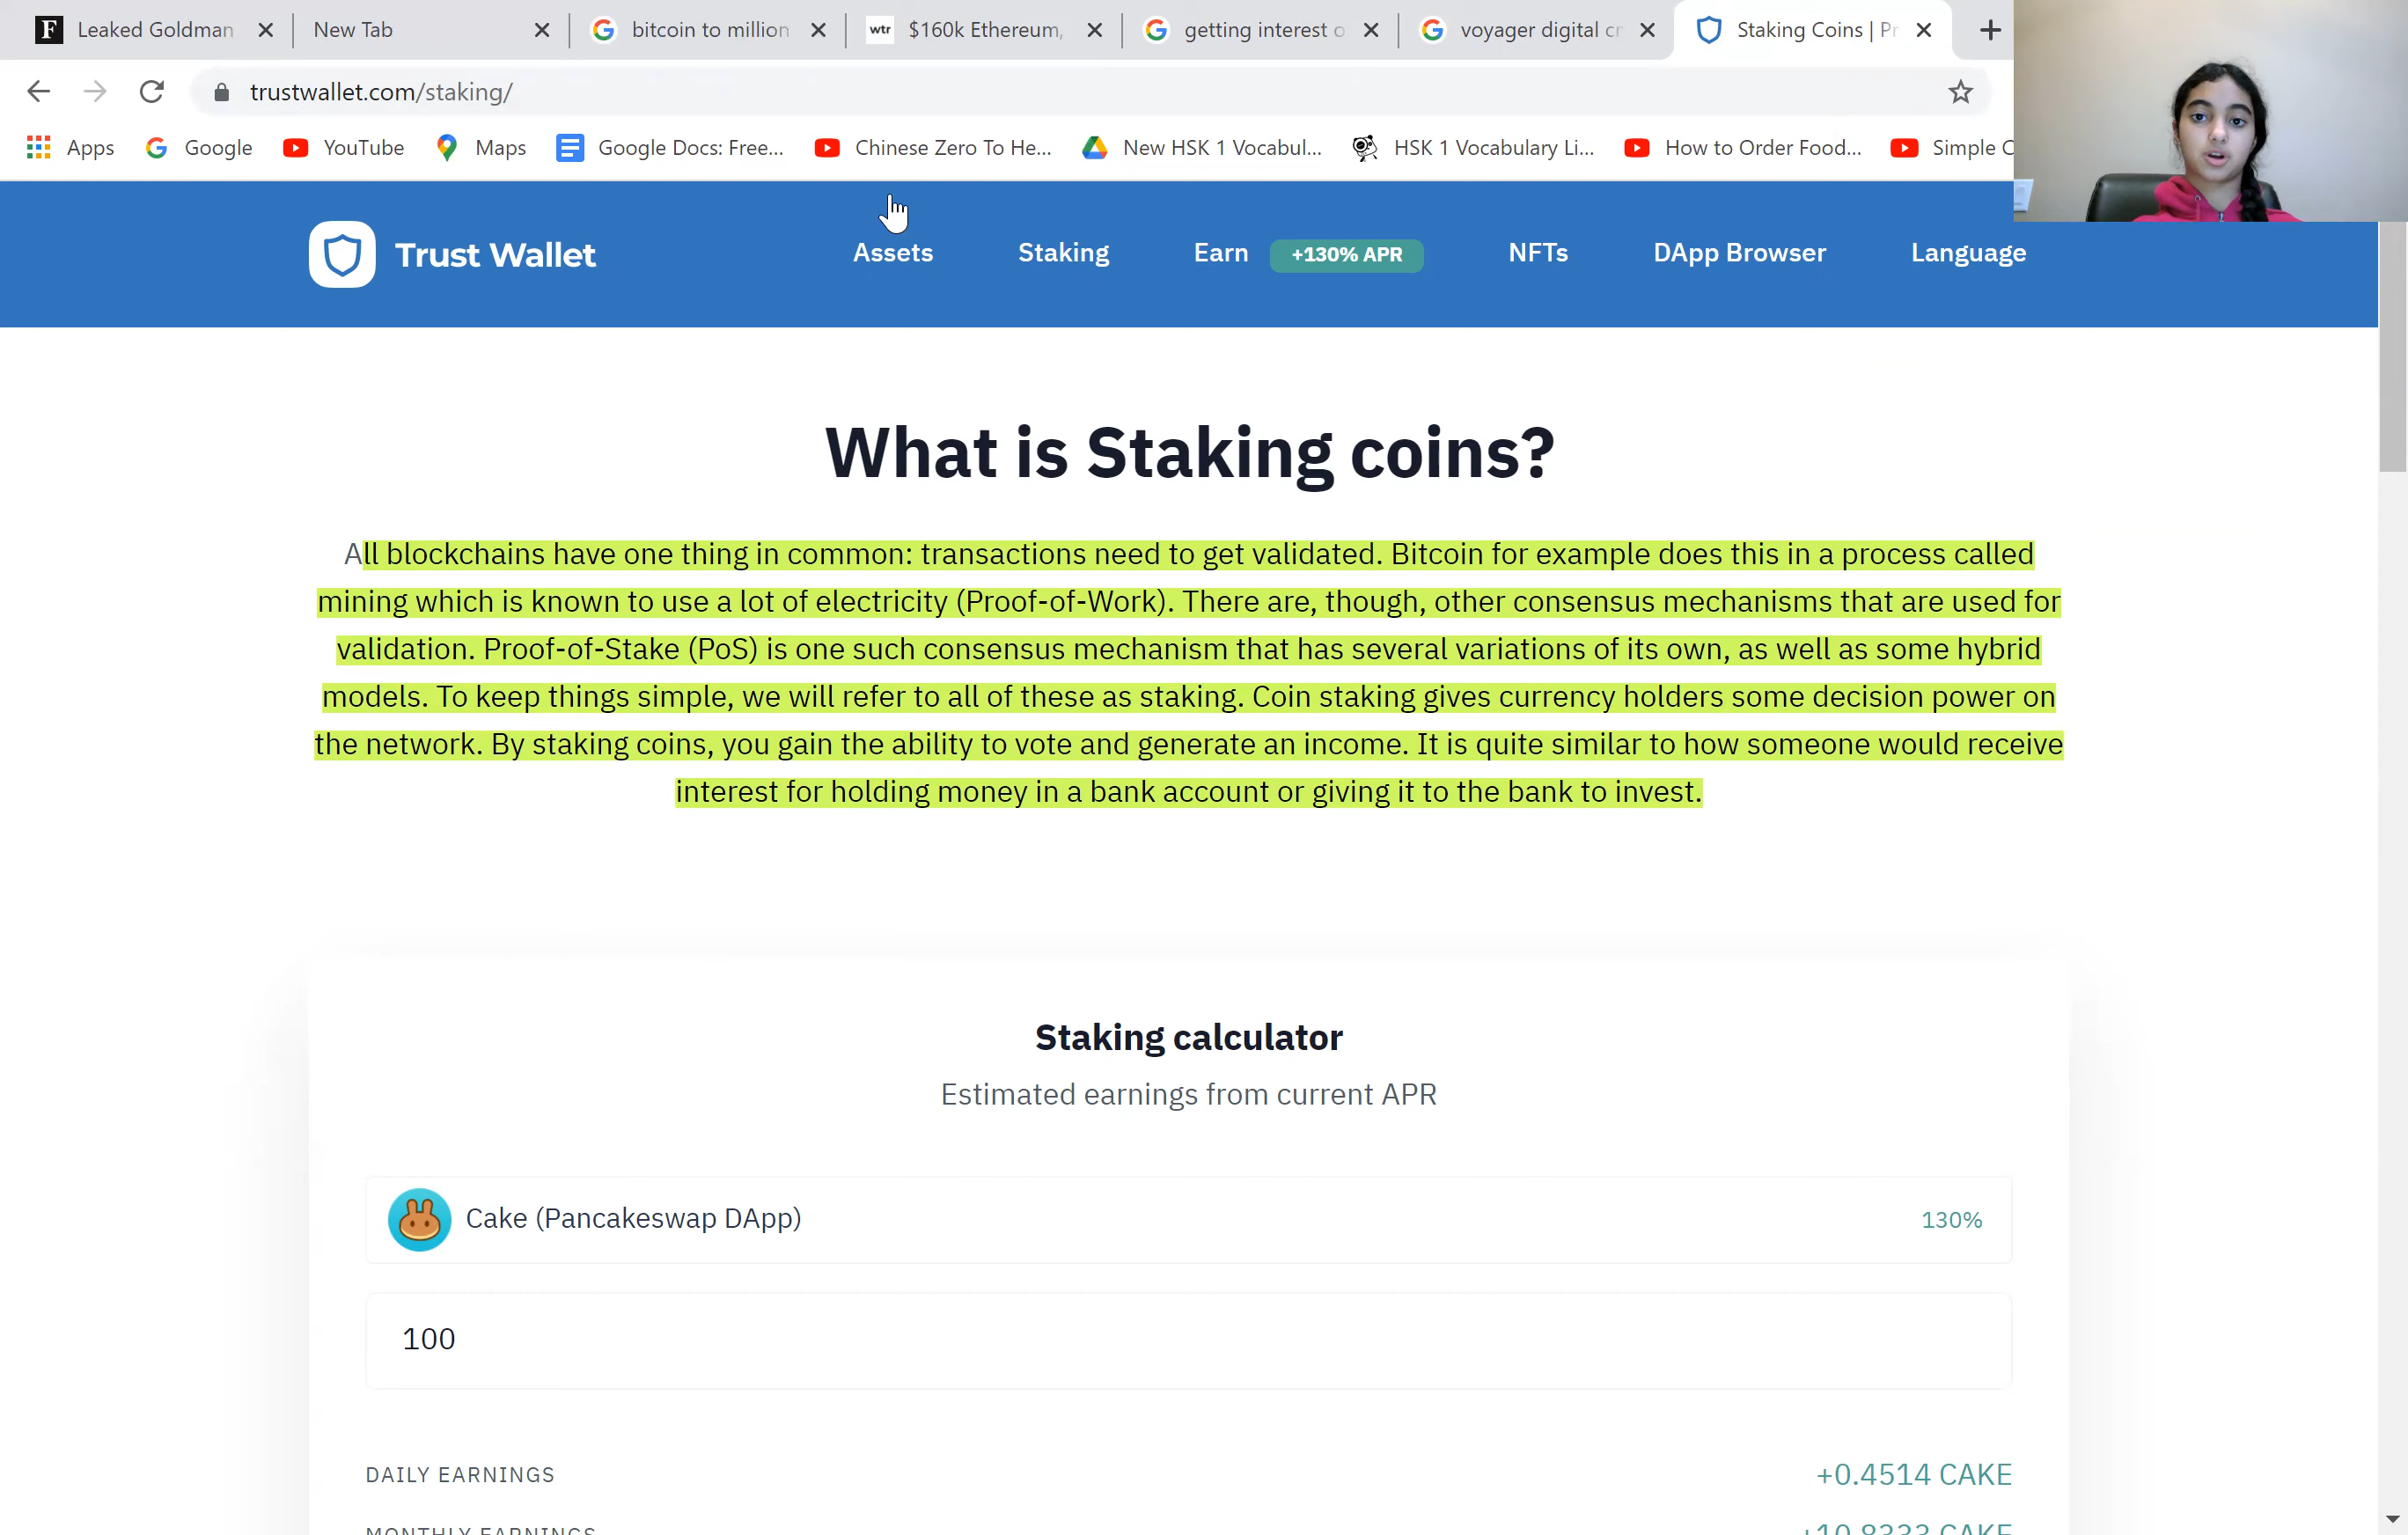 Leaked Goldman
New Tab
bitcoin to million
wtr $160k Ethereum,
getting interest o
voyager digital cr
Staking Coins | Pr
trustwallet.com/staking/
Apps
Google
YouTube
Maps
Google Docs: Free...
Chinese Zero To He...
New HSK 1 Vocabul...
HSK 1 Vocabulary Li...
How to Order Food...
Simple C
Trust Wallet
Assets
Staking
Earn
+130% APR
NFTs
DApp Browser
Language
What is Staking coins?
All blockchains have one thing in common: transactions need to get validated. Bitcoin for example does this in a process called
mining which is known to use a lot of electricity (Proof-of-Work). There are, though, other consensus mechanisms that are used for
validation. Proof-of-Stake (PoS) is one such consensus mechanism that has several variations of its own, as well as some hybrid
models. To keep things simple, we will refer to all of these as staking. Coin staking gives currency holders some decision power on
the network. By staking coins, you gain the ability to vote and generate an income. It is quite similar to how someone would receive
interest for holding money in a bank account or giving it to the bank to invest.
Staking calculator
Estimated earnings from current APR
Cake (Pancakeswap DApp)
130%
100
DAILY EARNINGS
+0.4514 CAKE
MONTHLY EARNINGS
+10.8333 CAKE